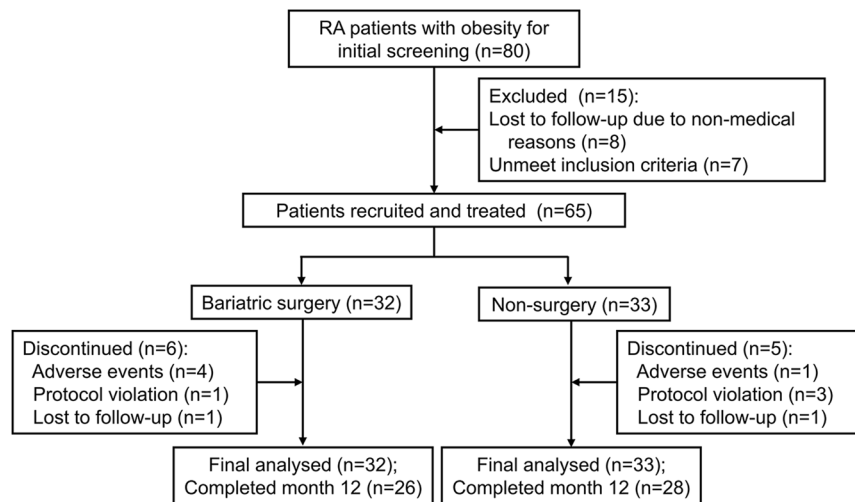 RA patients with obesity for
initial screening (n=80)
Excluded (n=15):
Lost to follow-up due to non-medical
reasons (n=8)
Unmeet inclusion criteria (n=7)
Patients recruited and treated (n=65)
Bariatric surgery (n=32)
Non-surgery (n=33)
Discontinued (n=6):
Adverse events (n=4)
Protocol violation (n=1)
Lost to follow-up (n=1)
Discontinued (n=5):
Adverse events (n=1)
Protocol violation (n=3)
Lost to follow-up (n=1)
Final analysed (n=32);
Completed month 12 (n=26)
Final analysed (n=33);
Completed month 12 (n=28)